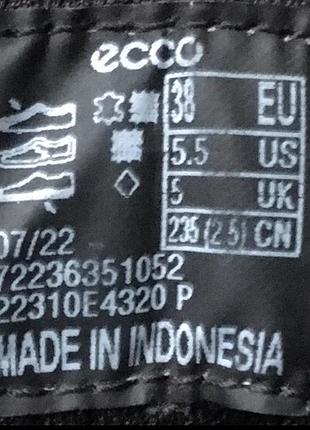 ecco
38 EU
5.5 US
5 UK
235 (2.5) CN
07/22
72236351052
22310E4320 P
MADE IN INDONESIA